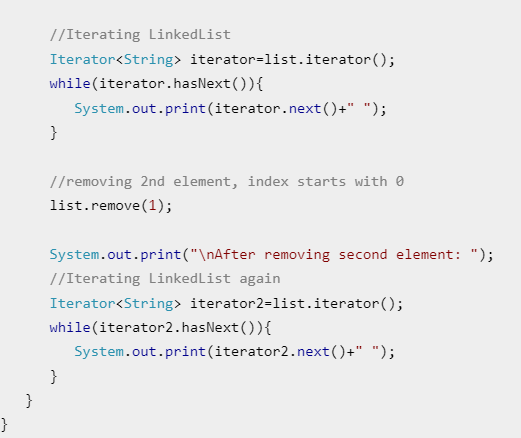 //Iterating LinkedList
Iterator<String> iterator=list.iterator();
while(iterator.hasNext()){
System.out.print(iterator.next()+" ");
}
//removing 2nd element, index starts with 0
list.remove(1);
System.out.print("\nAfter removing second element: ");
//Iterating LinkedList again
Iterator<String> iterator2=list.iterator();
while(iterator2.hasNext()){
System.out.print(iterator2.next()+" ");
}
}
}